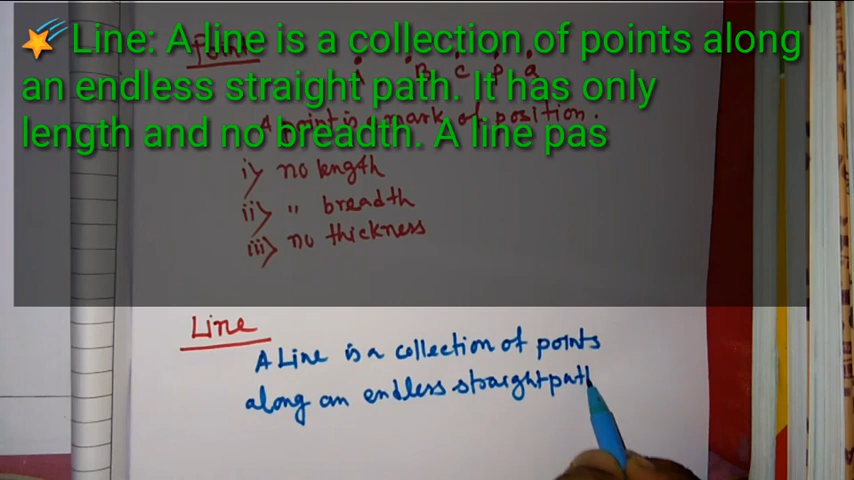 Line: A line is a collection of points along
an endless straight path. It has only
length and no breadth. A line pas
Point
A B C P Q
A point is a mark of position.
i) no length
ii) " breadth
iii) no thickness
Line
A Line is a collection of points
along an endless straight path